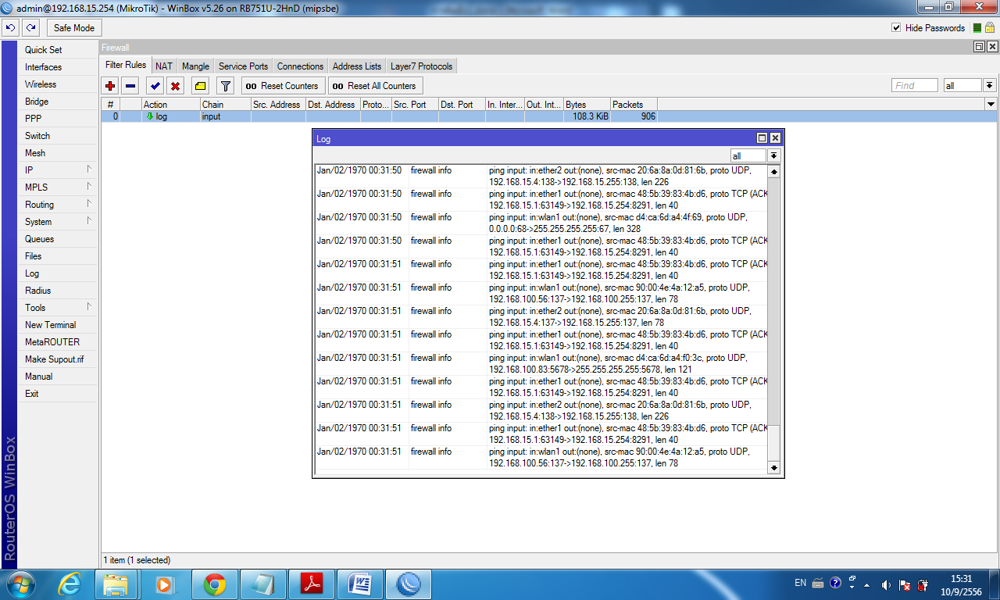 admin@192.168.15.254 (MikroTik) - WinBox v5.26 on RB751U-2HnD (mipsbe)
Safe Mode
Hide Passwords
Quick Set
Interfaces
Wireless
Bridge
PPP
Switch
Mesh
IP
MPLS
Routing
System
Queues
Files
Log
Radius
Tools
New Terminal
MetaROUTER
Make Supout.rif
Manual
Exit
RouterOS WinBox
Firewall
Filter Rules NAT Mangle Service Ports Connections Address Lists Layer7 Protocols
00 Reset Counters 00 Reset All Counters Find all
# Action Chain Src. Address Dst. Address Proto... Src. Port Dst. Port In. Inter... Out. Int... Bytes Packets
0 log input 108.3 KiB 906
Log
all
Jan/02/1970 00:31:50 firewall info ping input: in:ether2 out:(none), src-mac 20:6a:8a:0d:81:6b, proto UDP,
192.168.15.4:138->192.168.15.255:138, len 226
Jan/02/1970 00:31:50 firewall info ping input: in:ether1 out:(none), src-mac 48:5b:39:83:4b:d6, proto TCP (ACK
192.168.15.1:63149->192.168.15.254:8291, len 40
Jan/02/1970 00:31:50 firewall info ping input: in:wlan1 out:(none), src-mac d4:ca:6d:a4:4f:69, proto UDP,
0.0.0.0:68->255.255.255.255:67, len 328
Jan/02/1970 00:31:50 firewall info ping input: in:ether1 out:(none), src-mac 48:5b:39:83:4b:d6, proto TCP (ACK
192.168.15.1:63149->192.168.15.254:8291, len 40
Jan/02/1970 00:31:51 firewall info ping input: in:ether1 out:(none), src-mac 48:5b:39:83:4b:d6, proto TCP (ACK
192.168.15.1:63149->192.168.15.254:8291, len 40
Jan/02/1970 00:31:51 firewall info ping input: in:wlan1 out:(none), src-mac 90:00:4e:4a:12:a5, proto UDP,
192.168.100.56:137->192.168.100.255:137, len 78
Jan/02/1970 00:31:51 firewall info ping input: in:ether2 out:(none), src-mac 20:6a:8a:0d:81:6b, proto UDP,
192.168.15.4:137->192.168.15.255:137, len 78
Jan/02/1970 00:31:51 firewall info ping input: in:ether1 out:(none), src-mac 48:5b:39:83:4b:d6, proto TCP (ACK
192.168.15.1:63149->192.168.15.254:8291, len 40
Jan/02/1970 00:31:51 firewall info ping input: in:wlan1 out:(none), src-mac d4:ca:6d:a4:f0:3c, proto UDP,
192.168.100.83:5678->255.255.255.255:5678, len 121
Jan/02/1970 00:31:51 firewall info ping input: in:ether1 out:(none), src-mac 48:5b:39:83:4b:d6, proto TCP (ACK
192.168.15.1:63149->192.168.15.254:8291, len 40
Jan/02/1970 00:31:51 firewall info ping input: in:ether2 out:(none), src-mac 20:6a:8a:0d:81:6b, proto UDP,
192.168.15.4:138->192.168.15.255:138, len 226
Jan/02/1970 00:31:51 firewall info ping input: in:ether1 out:(none), src-mac 48:5b:39:83:4b:d6, proto TCP (ACK
192.168.15.1:63149->192.168.15.254:8291, len 40
Jan/02/1970 00:31:51 firewall info ping input: in:wlan1 out:(none), src-mac 90:00:4e:4a:12:a5, proto UDP,
192.168.100.56:137->192.168.100.255:137, len 78
1 item (1 selected)
EN
15:31
10/9/2556